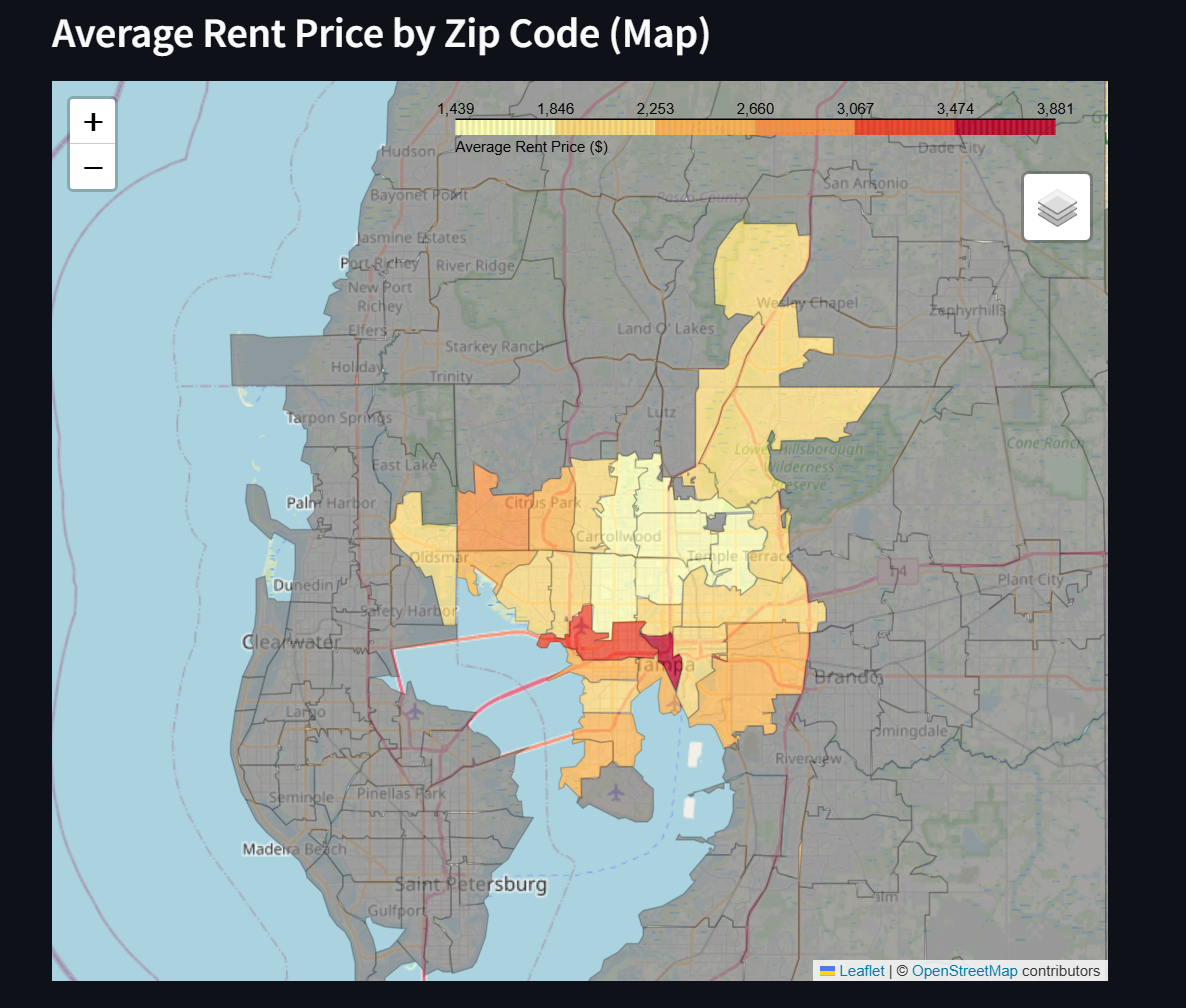 Average Rent Price by Zip Code (Map)
+
−
1,439 1,846 2,253 2,660 3,067 3,474 3,881
Average Rent Price ($)
Hudson
Dade City
San Antonio
Bayonet Point
Pasco County
Jasmine Estates
Port Richey
River Ridge
New Port
Richey
Wesley Chapel
Zephyrhills
Elfers
Land O' Lakes
Starkey Ranch
Holiday
Trinity
Tarpon Springs
Lutz
Lower Hillsborough
Wilderness
Preserve
Cone Ranch
East Lake
Palm Harbor
Citrus Park
Carrollwood
Oldsmar
Temple Terrace
I 4
Plant City
Dunedin
Safety Harbor
Clearwater
Tampa
Brandon
Largo
Riverview
Seminole
Pinellas Park
Madeira Beach
Saint Petersburg
Gulfport
Leaflet | © OpenStreetMap contributors